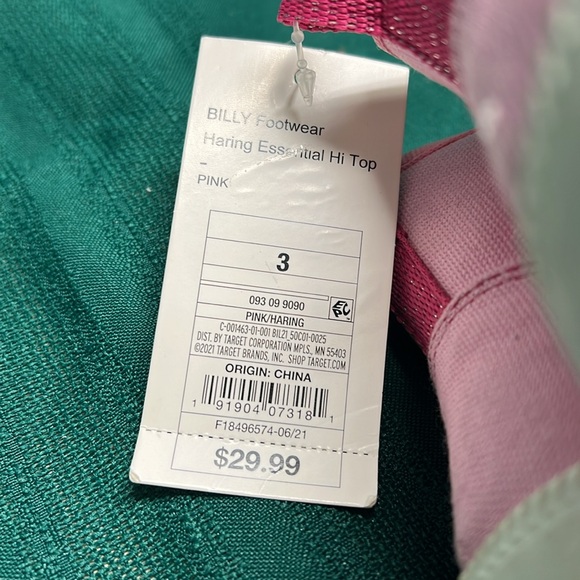 BILLY Footwear
Haring Essential Hi Top
-
PINK
3
093 09 9090
PINK/HARING
C-001463-01-001 BIL21_50C01-0025
DIST. BY TARGET CORPORATION MPLS, MN 55403
©2021 TARGET BRANDS, INC. SHOP TARGET.COM
ORIGIN: CHINA
1 91904 07318 1
F18496574-06/21
$29.99